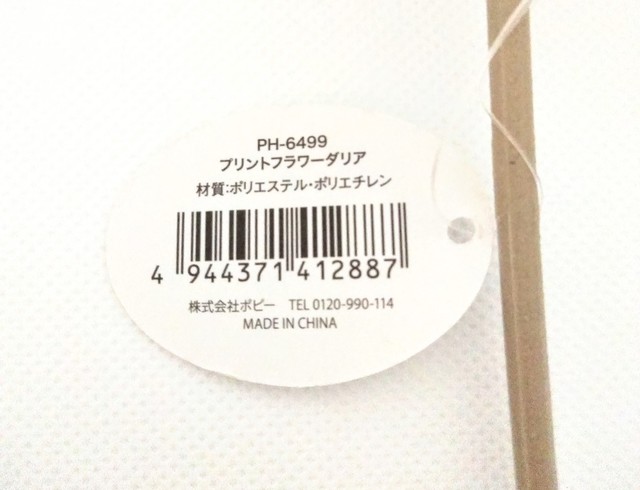 PH-6499
プリントフラワーダリア
材質:ポリエステル・ポリエチレン
4 944371 412887
株式会社ポピー TEL 0120-990-114
MADE IN CHINA